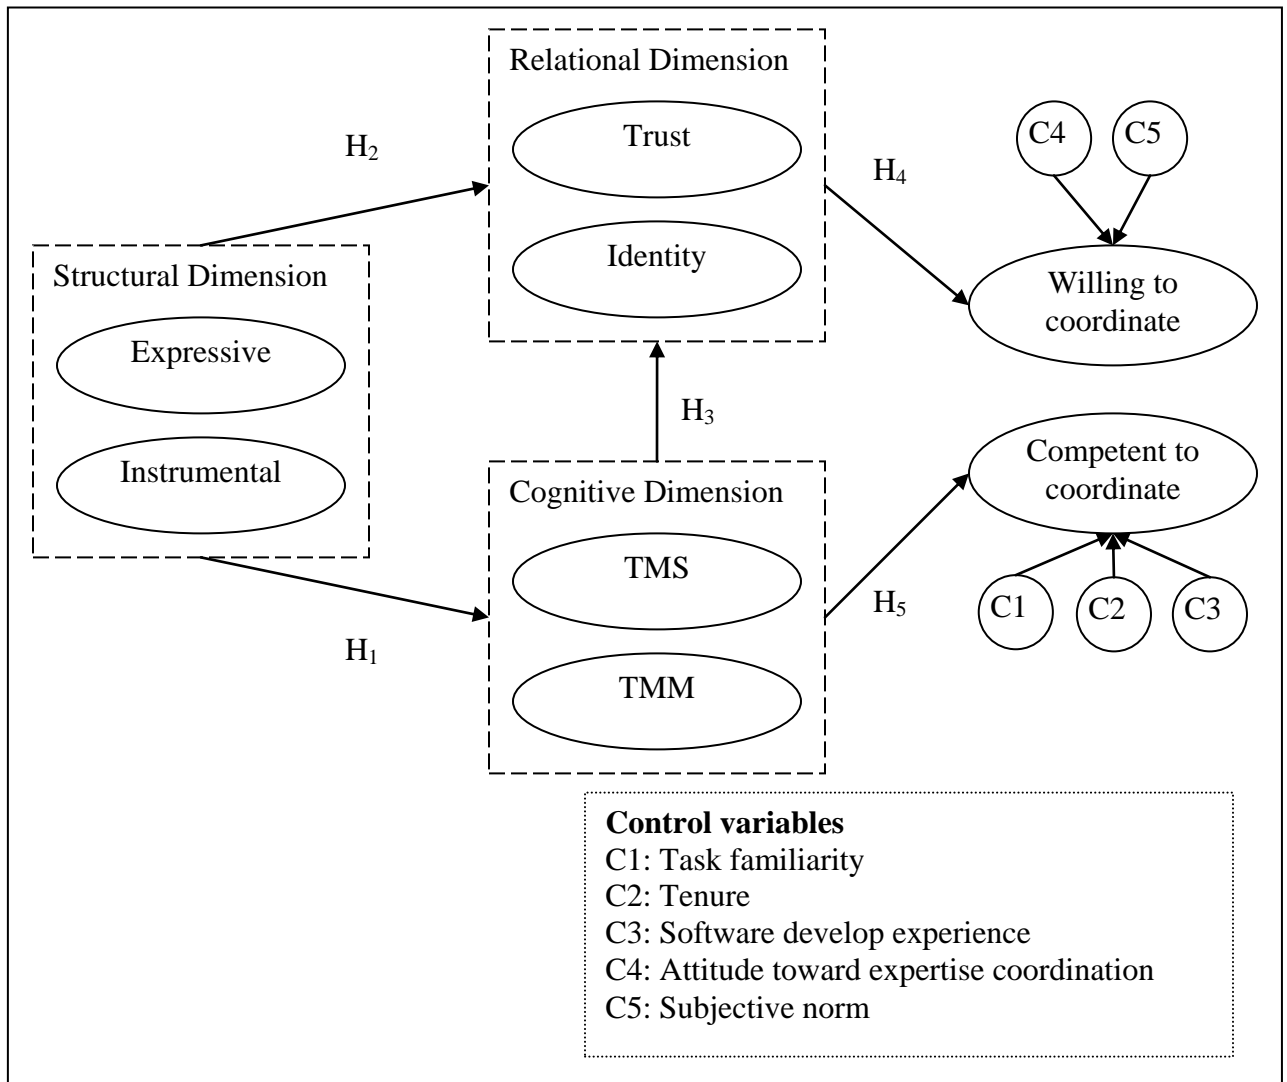 Relational Dimension
Trust
Identity
H2
H4
C4
C5
Structural Dimension
Expressive
Instrumental
Willing to
coordinate
H3
Cognitive Dimension
TMS
TMM
H1
H5
Competent to
coordinate
C1
C2
C3
Control variables
C1: Task familiarity
C2: Tenure
C3: Software develop experience
C4: Attitude toward expertise coordination
C5: Subjective norm